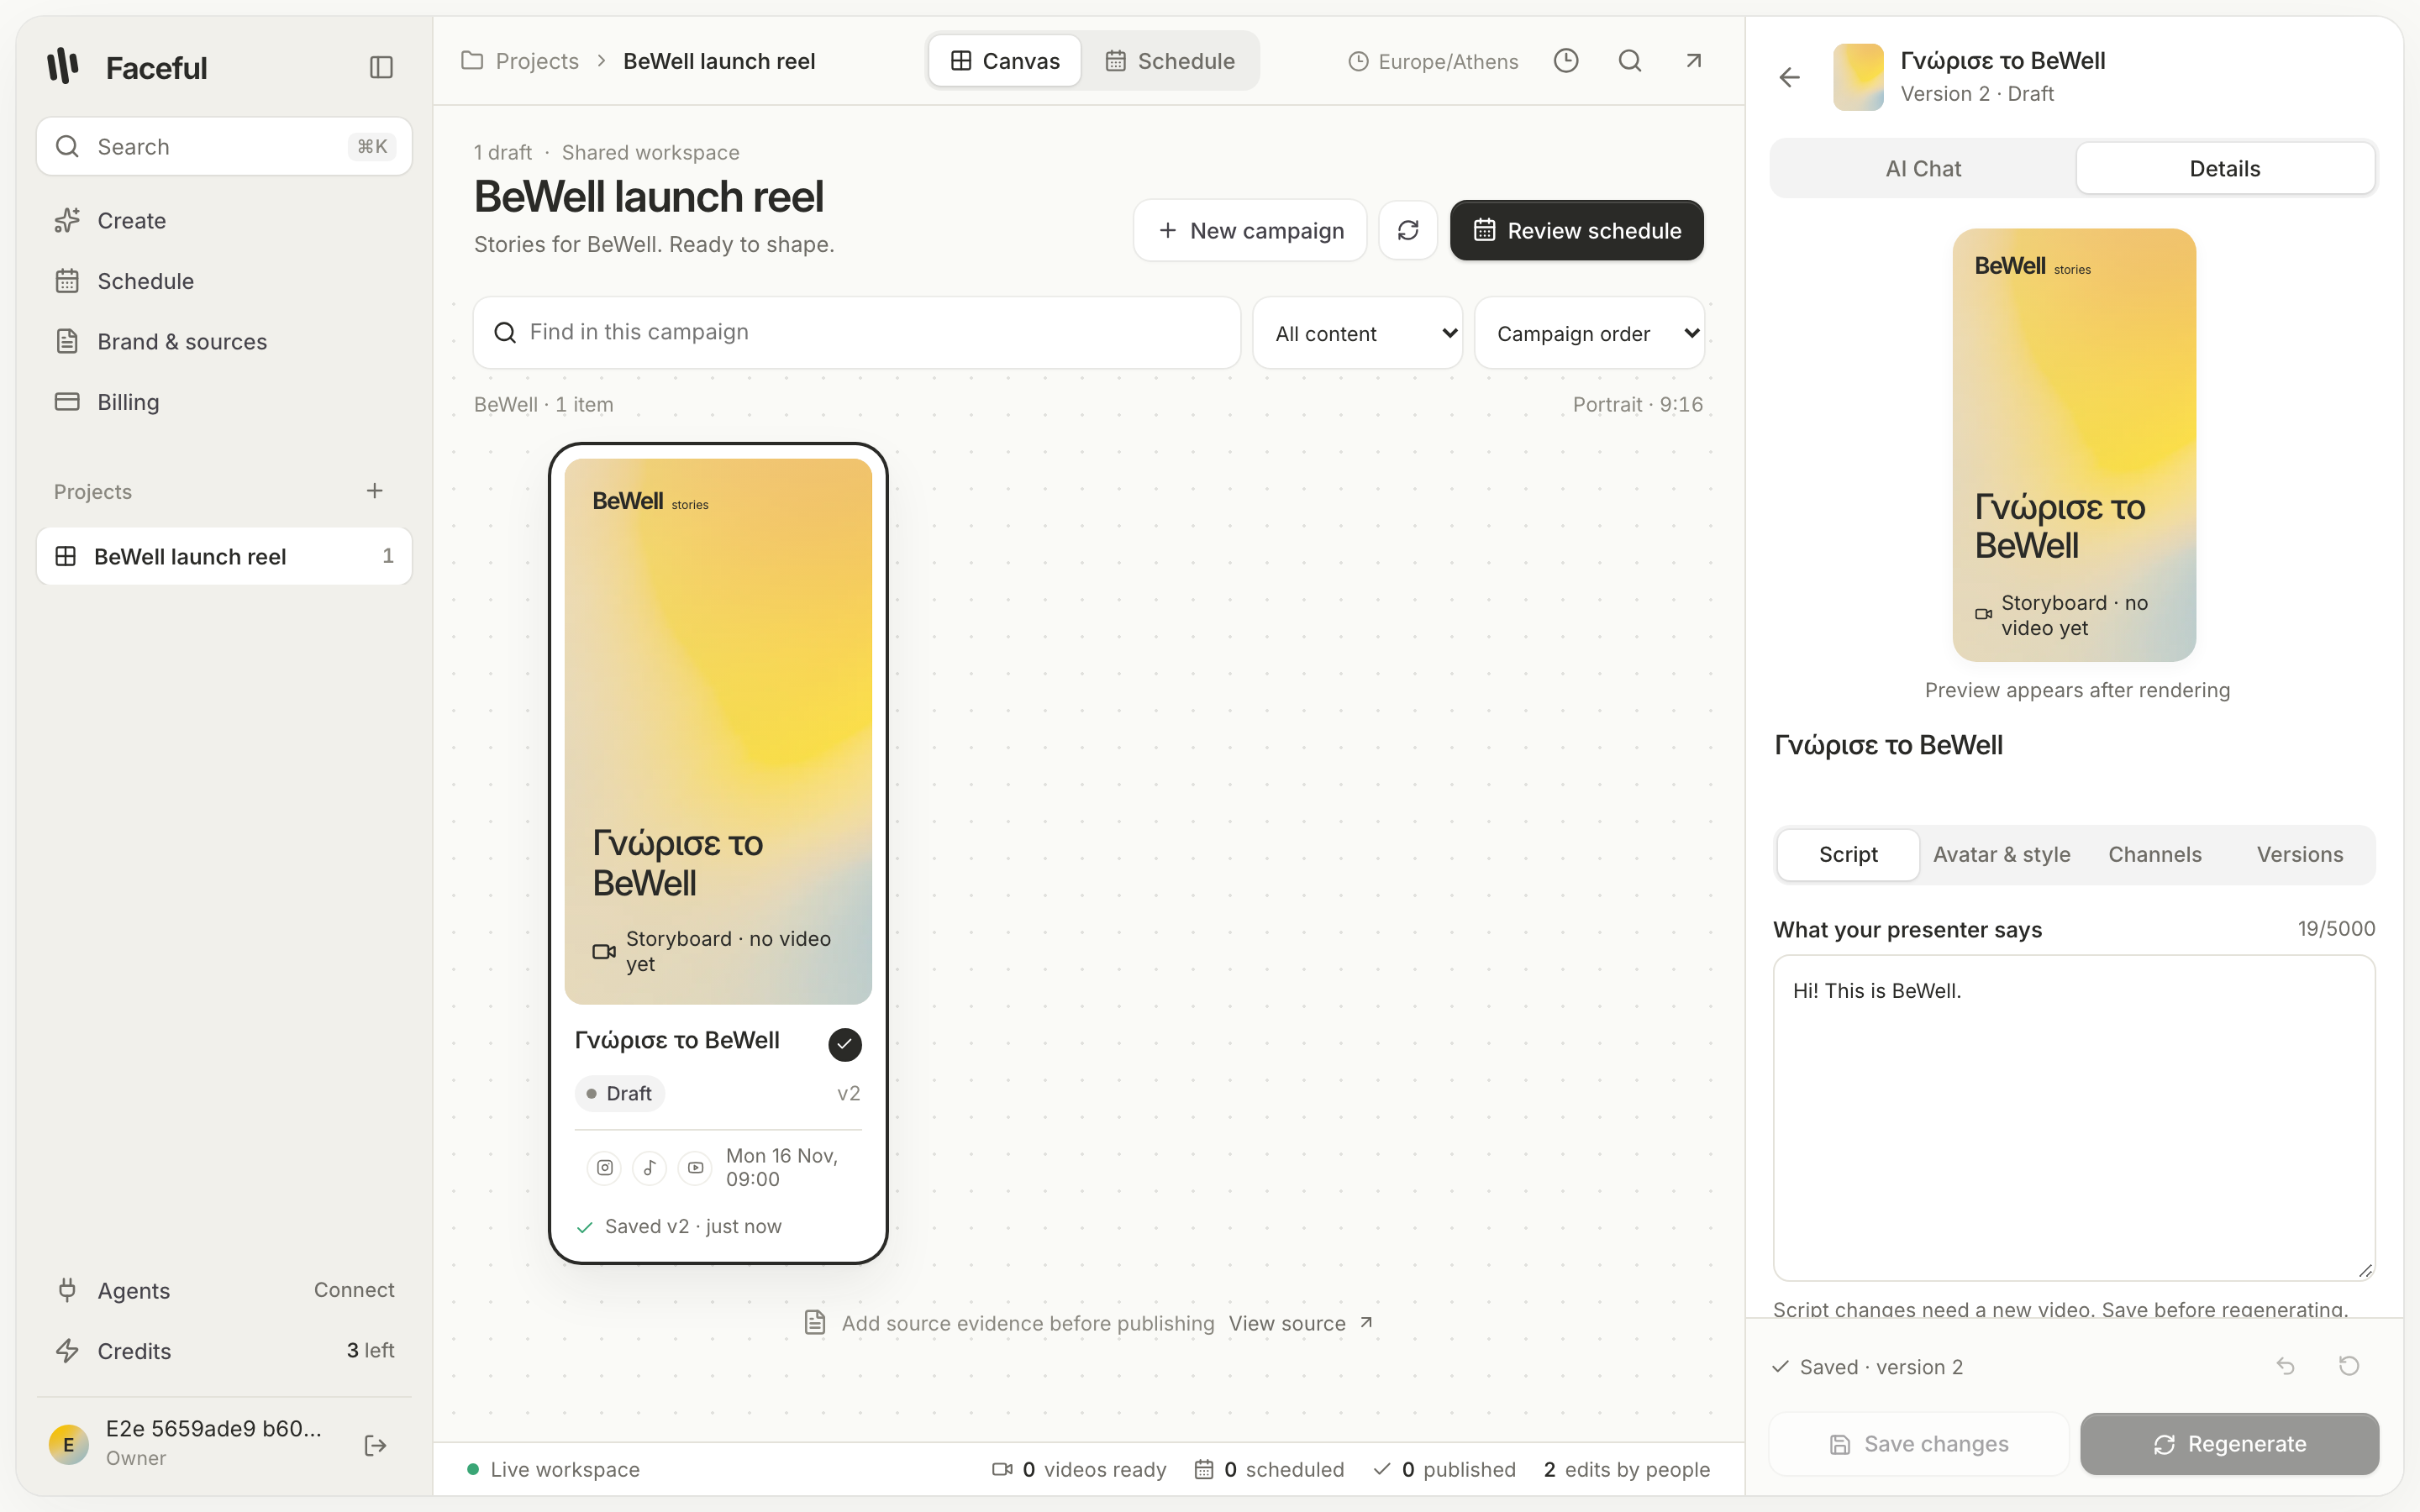 Faceful
Search
⌘K
Create
Schedule
Brand & sources
Billing
Projects
BeWell launch reel
1
Agents
Connect
Credits
3 left
E
E2e 5659ade9 b60...
Owner
Projects
BeWell launch reel
Canvas
Schedule
Europe/Athens
1 draft · Shared workspace
BeWell launch reel
Stories for BeWell. Ready to shape.
New campaign
Review schedule
Find in this campaign
All content
Campaign order
BeWell · 1 item
Portrait · 9:16
BeWell stories
Γνώρισε το
BeWell
Storyboard · no video
yet
Γνώρισε το BeWell
Draft
v2
Mon 16 Nov,
09:00
Saved v2 · just now
Add source evidence before publishing
View source
Live workspace
0 videos ready
0 scheduled
0 published
2 edits by people
Γνώρισε το BeWell
Version 2 · Draft
AI Chat
Details
BeWell stories
Γνώρισε το
BeWell
Storyboard · no
video yet
Preview appears after rendering
Γνώρισε το BeWell
Script
Avatar & style
Channels
Versions
What your presenter says
19/5000
Hi! This is BeWell.
Script changes need a new video. Save before regenerating.
Saved · version 2
Save changes
Regenerate